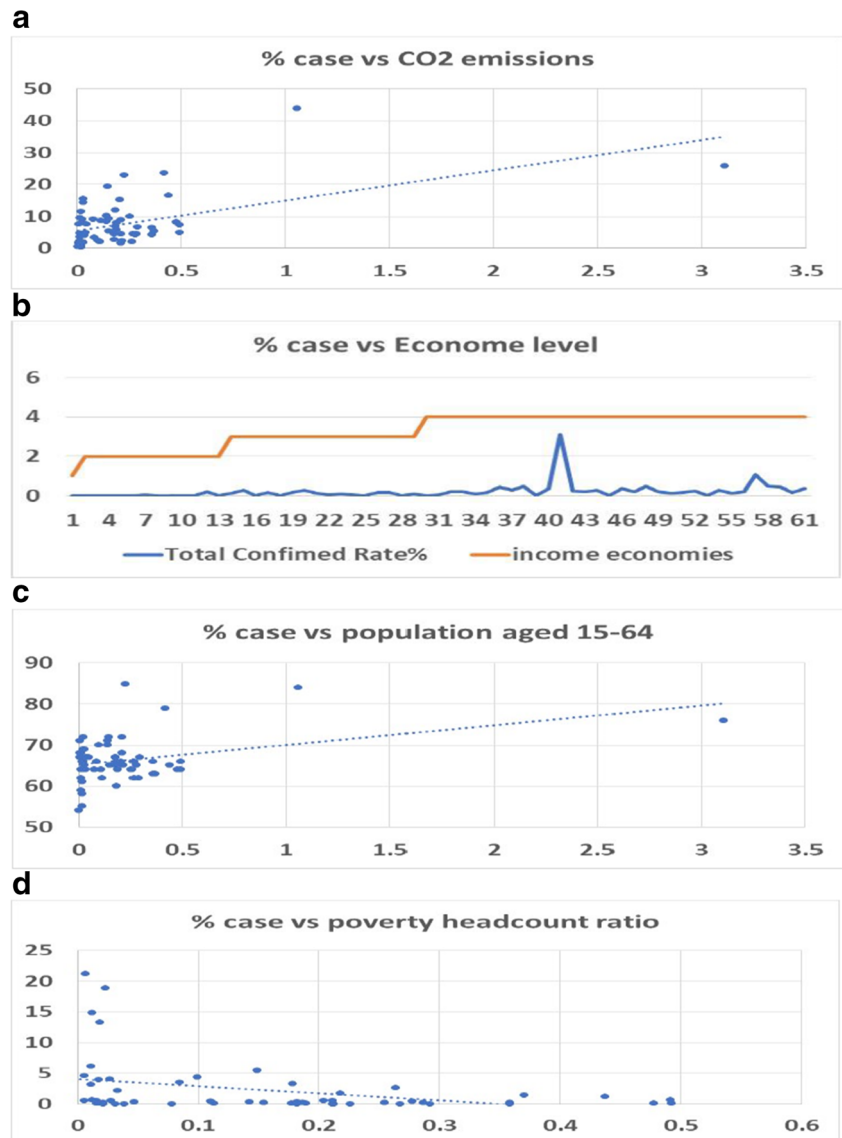 a
% case vs CO2 emissions
50
40
30
20
10
0
0 0.5 1 1.5 2 2.5 3 3.5
b
% case vs Econome level
6
4
2
0
1 4 7 10 13 16 19 22 25 28 31 34 37 40 43 46 49 52 55 58 61
Total Confimed Rate% income economies
c
% case vs population aged 15-64
90
80
70
60
50
0 0.5 1 1.5 2 2.5 3 3.5
d
% case vs poverty headcount ratio
25
20
15
10
5
0
0 0.1 0.2 0.3 0.4 0.5 0.6